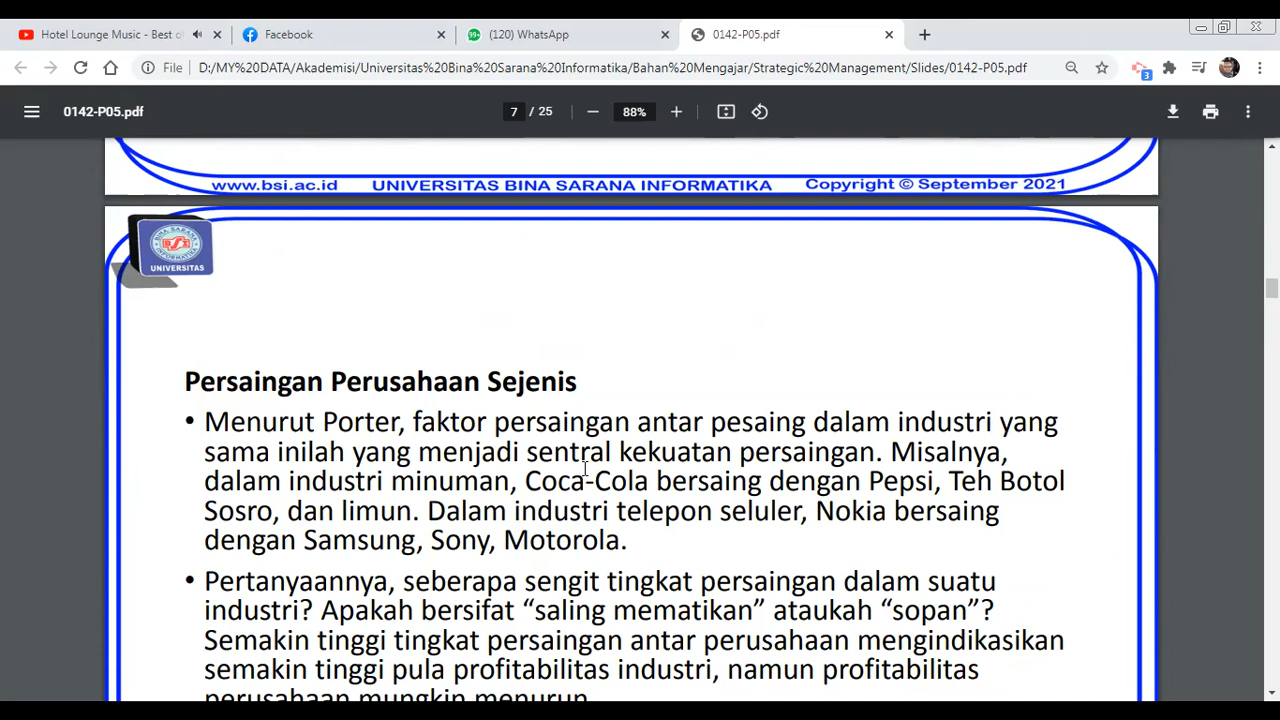 Hotel Lounge Music - Best o
Facebook
(120) WhatsApp
0142-P05.pdf
File D:/MY%20DATA/Akademisi/Universitas%20Bina%20Sarana%20Informatika/Bahan%20Mengajar/Strategic%20Management/Slides/0142-P05.pdf
3
0142-P05.pdf
7 / 25
88%
www.bsi.ac.id UNIVERSITAS BINA SARANA INFORMATIKA Copyright © September 2021
UNIVERSITAS
Persaingan Perusahaan Sejenis
• Menurut Porter, faktor persaingan antar pesaing dalam industri yang
sama inilah yang menjadi sentral kekuatan persaingan. Misalnya,
dalam industri minuman, Coca-Cola bersaing dengan Pepsi, Teh Botol
Sosro, dan limun. Dalam industri telepon seluler, Nokia bersaing
dengan Samsung, Sony, Motorola.
• Pertanyaannya, seberapa sengit tingkat persaingan dalam suatu
industri? Apakah bersifat “saling mematikan” ataukah “sopan”?
Semakin tinggi tingkat persaingan antar perusahaan mengindikasikan
semakin tinggi pula profitabilitas industri, namun profitabilitas
perusahaan mungkin menurun.